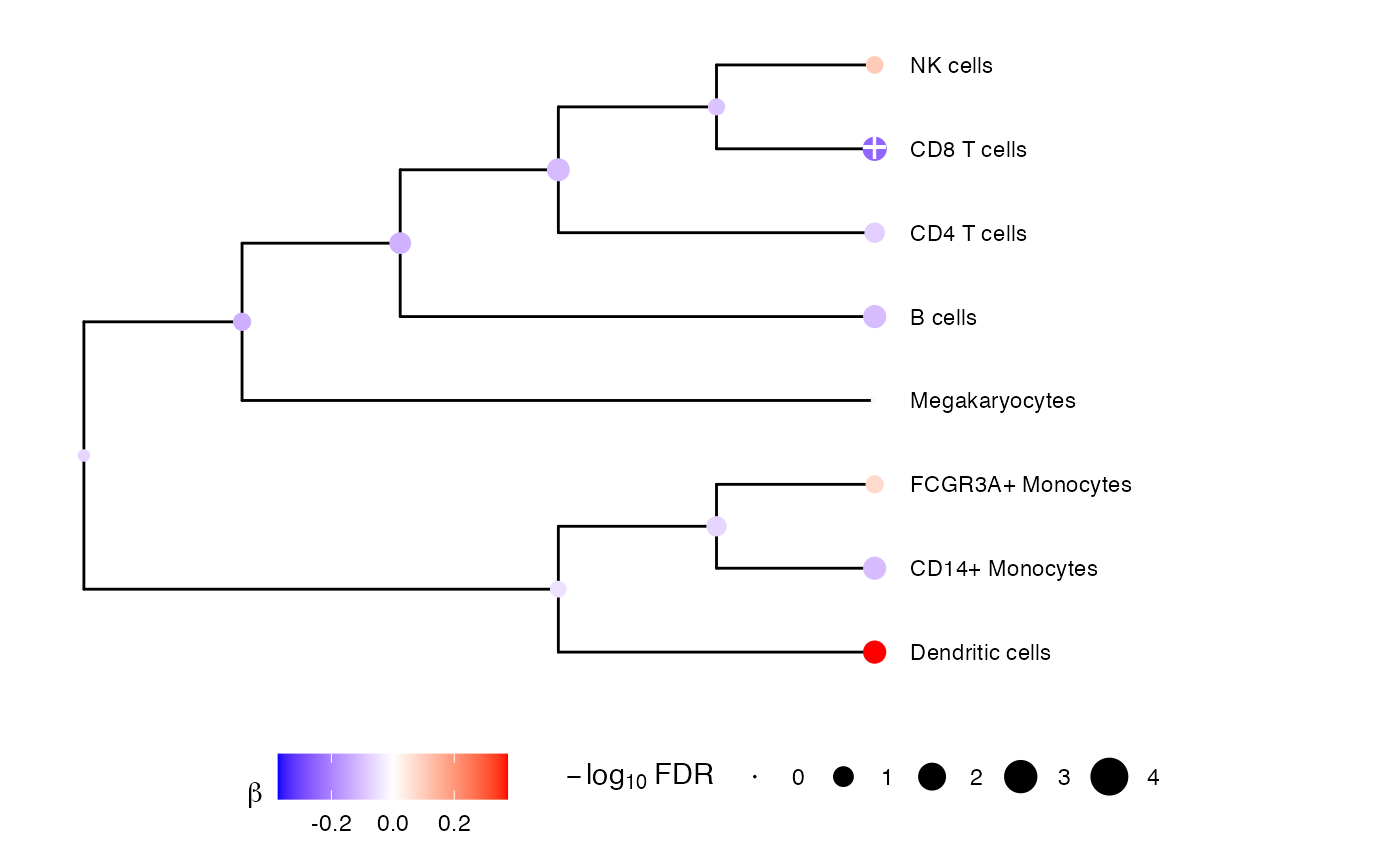 NK cells
CD8 T cells
CD4 T cells
B cells
Megakaryocytes
FCGR3A+ Monocytes
CD14+ Monocytes
Dendritic cells
β
-0.2 0.0 0.2
−log₁₀ FDR 0 1 2 3 4